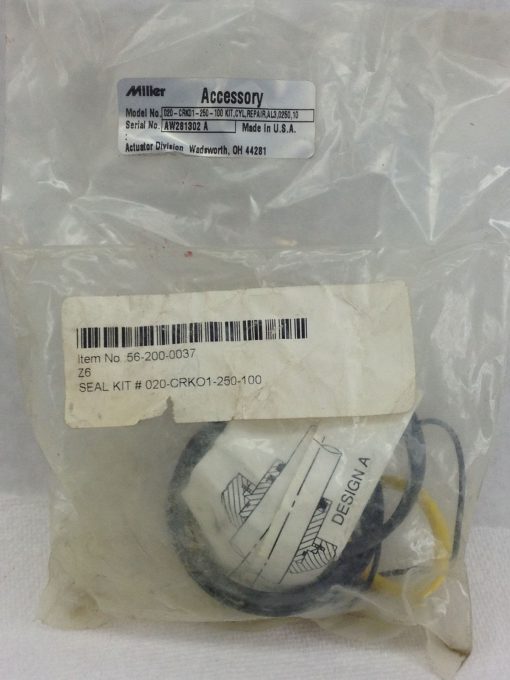 Miller Accessory
Model No. 020-CRK01-250-100 KIT,CYL,REPAIR,AL3,0250,10
Serial No. AW281302 A Made in U.S.A.
Actuator Division, Wadsworth, OH 44281
Item No. 56-200-0037
Z6
SEAL KIT # 020-CRKO1-250-100
DESIGN A